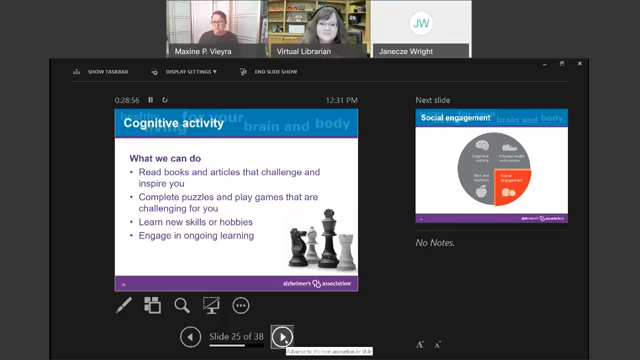 JW
Maxine P. Vieyra
Virtual Librarian
Janecze Wright
SHOW TASKBAR
DISPLAY SETTINGS ▼
END SLIDE SHOW
0:28:56
12:31 PM
Next slide
healthy living for your brain and body
Cognitive activity
What we can do
• Read books and articles that challenge and
inspire you
• Complete puzzles and play games that are
challenging for you
• Learn new skills or hobbies
• Engage in ongoing learning
alzheimer's association
Social engagement
Cognitive
activity
Physical health
and exercise
Diet and
nutrition
Social
engagement
alzheimer's association
No Notes.
Slide 25 of 38
Advance to the next animation or slide
A A